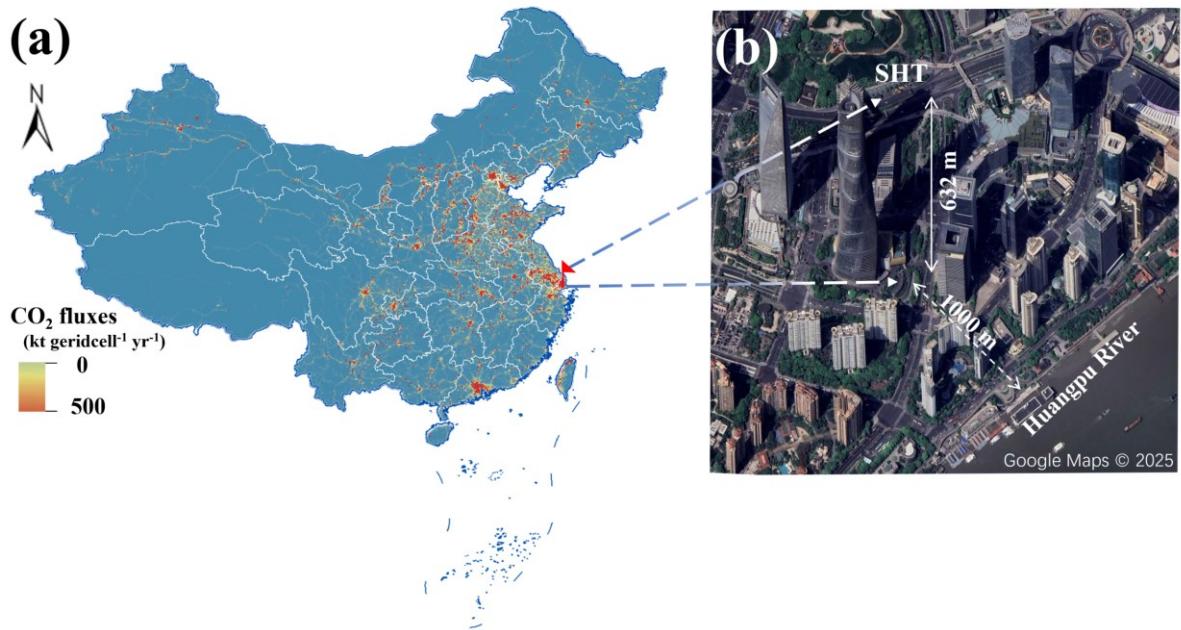 (a)
N
CO₂ fluxes
(kt geridcell⁻¹ yr⁻¹)
0
500
(b)
SHT
632 m
1000 m
Huangpu River
Google Maps © 2025